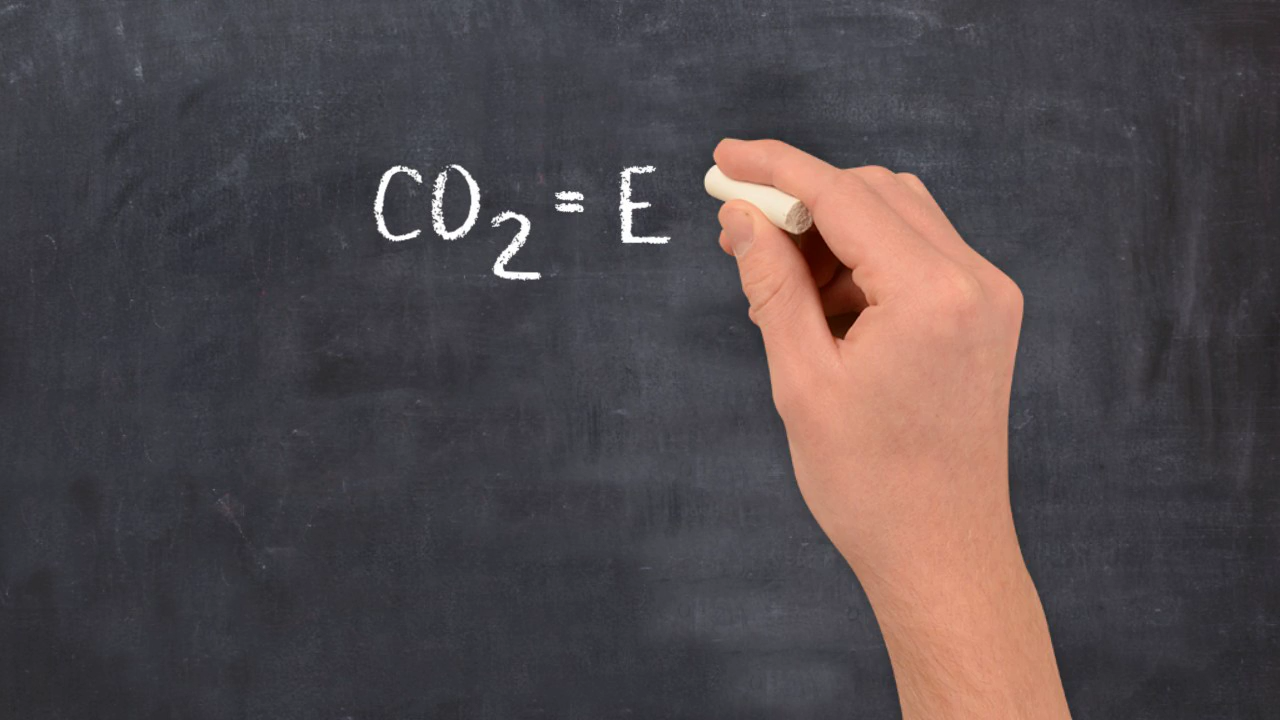 CO₂ = E